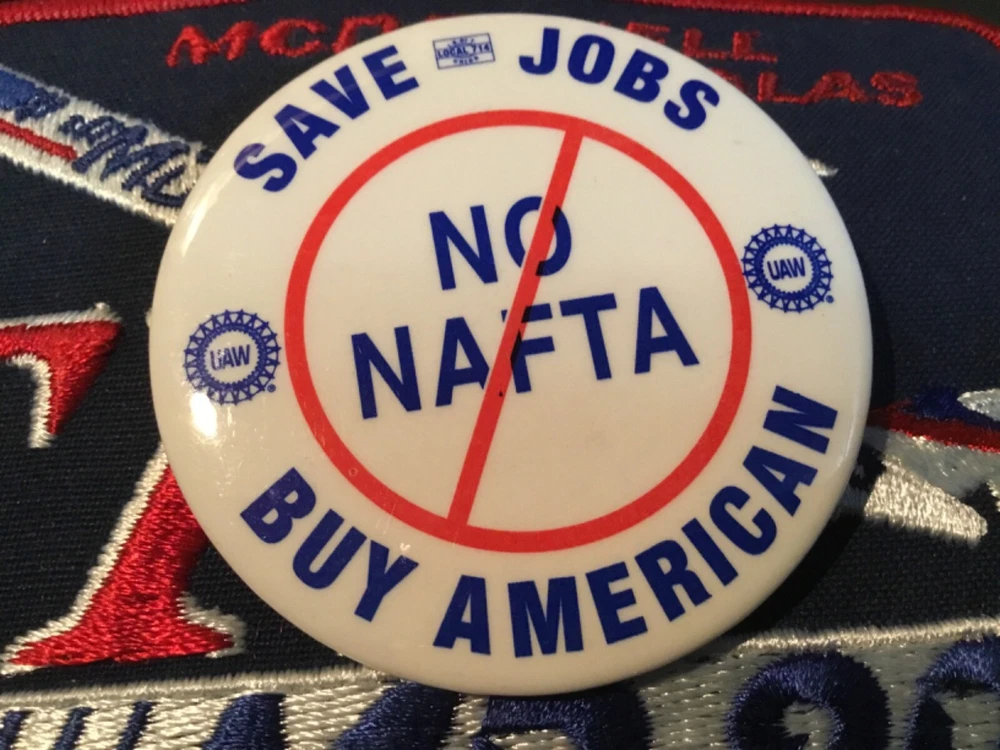 SAVE JOBS
LOCAL 714
NO
NAFTA
UAW
UAW
BUY AMERICAN